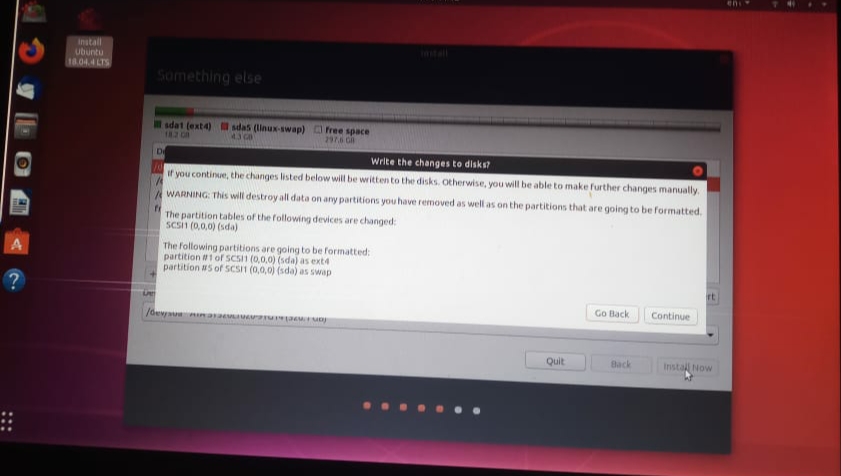 en
Install
Ubuntu
18.04.4 LTS
Install
Something else
sda1 (ext4)
18.2 GB
sda5 (linux-swap)
4.3 GB
free space
297.6 GB
Write the changes to disks?
If you continue, the changes listed below will be written to the disks. Otherwise, you will be able to make further changes manually.
WARNING: This will destroy all data on any partitions you have removed as well as on the partitions that are going to be formatted.
The partition tables of the following devices are changed:
SCSI1 (0,0,0) (sda)
The following partitions are going to be formatted:
partition #1 of SCSI1 (0,0,0) (sda) as ext4
partition #5 of SCSI1 (0,0,0) (sda) as swap
Go Back
Continue
Quit
Back
Install Now